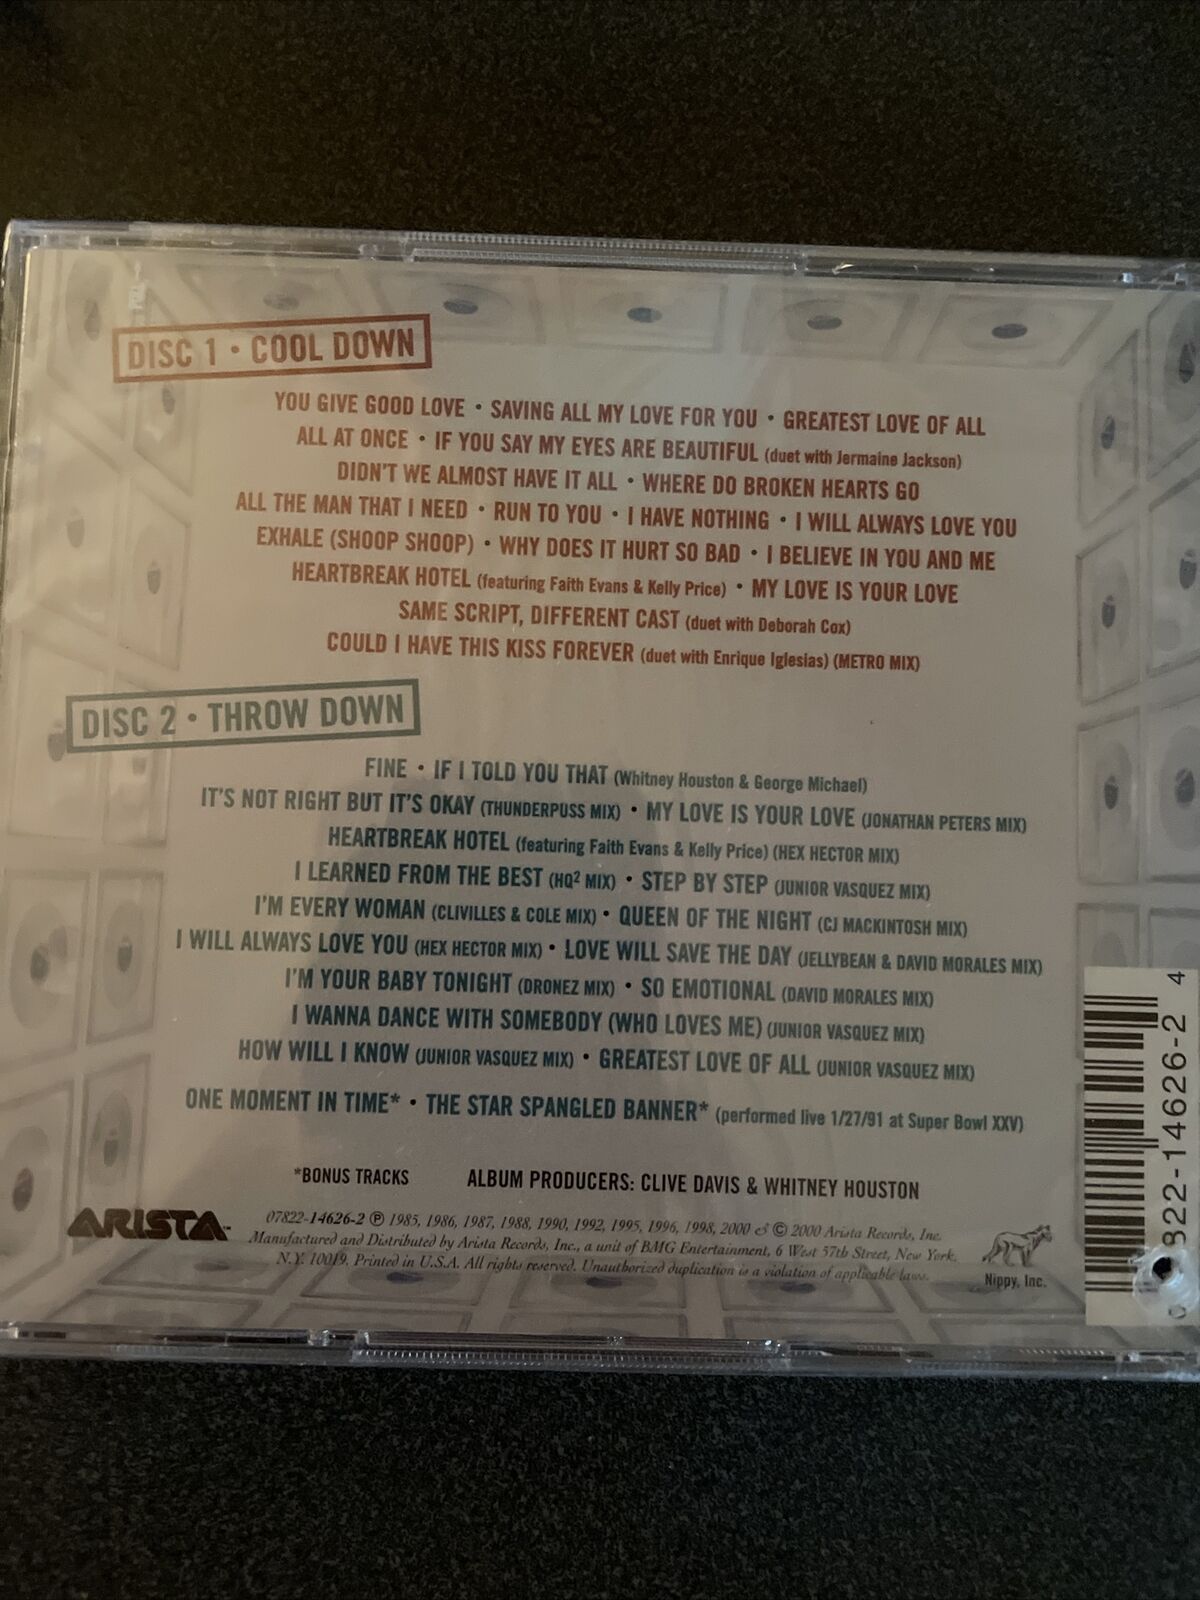 DISC 1 • COOL DOWN
YOU GIVE GOOD LOVE • SAVING ALL MY LOVE FOR YOU • GREATEST LOVE OF ALL
ALL AT ONCE • IF YOU SAY MY EYES ARE BEAUTIFUL (duet with Jermaine Jackson)
DIDN'T WE ALMOST HAVE IT ALL • WHERE DO BROKEN HEARTS GO
ALL THE MAN THAT I NEED • RUN TO YOU • I HAVE NOTHING • I WILL ALWAYS LOVE YOU
EXHALE (SHOOP SHOOP) • WHY DOES IT HURT SO BAD • I BELIEVE IN YOU AND ME
HEARTBREAK HOTEL (featuring Faith Evans & Kelly Price) • MY LOVE IS YOUR LOVE
SAME SCRIPT, DIFFERENT CAST (duet with Deborah Cox)
COULD I HAVE THIS KISS FOREVER (duet with Enrique Iglesias) (METRO MIX)
DISC 2 • THROW DOWN
FINE • IF I TOLD YOU THAT (Whitney Houston & George Michael)
IT'S NOT RIGHT BUT IT'S OKAY (THUNDERPUSS MIX) • MY LOVE IS YOUR LOVE (JONATHAN PETERS MIX)
HEARTBREAK HOTEL (featuring Faith Evans & Kelly Price) (HEX HECTOR MIX)
I LEARNED FROM THE BEST (HQ² MIX) • STEP BY STEP (JUNIOR VASQUEZ MIX)
I'M EVERY WOMAN (CLIVILLES & COLE MIX) • QUEEN OF THE NIGHT (CJ MACKINTOSH MIX)
I WILL ALWAYS LOVE YOU (HEX HECTOR MIX) • LOVE WILL SAVE THE DAY (JELLYBEAN & DAVID MORALES MIX)
I'M YOUR BABY TONIGHT (DRONEZ MIX) • SO EMOTIONAL (DAVID MORALES MIX)
I WANNA DANCE WITH SOMEBODY (WHO LOVES ME) (JUNIOR VASQUEZ MIX)
HOW WILL I KNOW (JUNIOR VASQUEZ MIX) • GREATEST LOVE OF ALL (JUNIOR VASQUEZ MIX)
ONE MOMENT IN TIME* • THE STAR SPANGLED BANNER* (performed live 1/27/91 at Super Bowl XXV)
*BONUS TRACKS ALBUM PRODUCERS: CLIVE DAVIS & WHITNEY HOUSTON
ARISTA™
07822-14626-2 ℗ 1985, 1986, 1987, 1988, 1990, 1992, 1995, 1996, 1998, 2000 & © 2000 Arista Records, Inc.
Manufactured and Distributed by Arista Records, Inc., a unit of BMG Entertainment, 6 West 57th Street, New York,
N.Y. 10019. Printed in U.S.A. All rights reserved. Unauthorized duplication is a violation of applicable laws.
Nippy, Inc.
822-14626-2 4